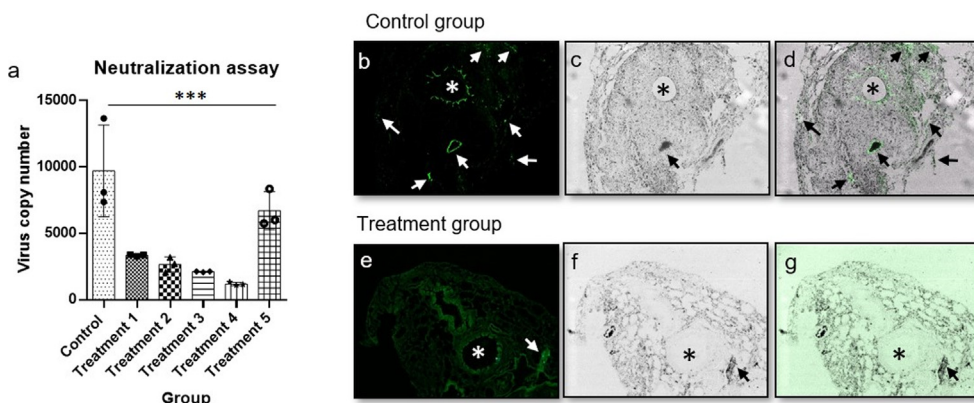 Control group
a
Neutralization assay
***
15000
10000
5000
0
Virus copy number
Control
Treatment 1
Treatment 2
Treatment 3
Treatment 4
Treatment 5
Group
b
*
c
*
d
*
Treatment group
e
*
f
*
g
*